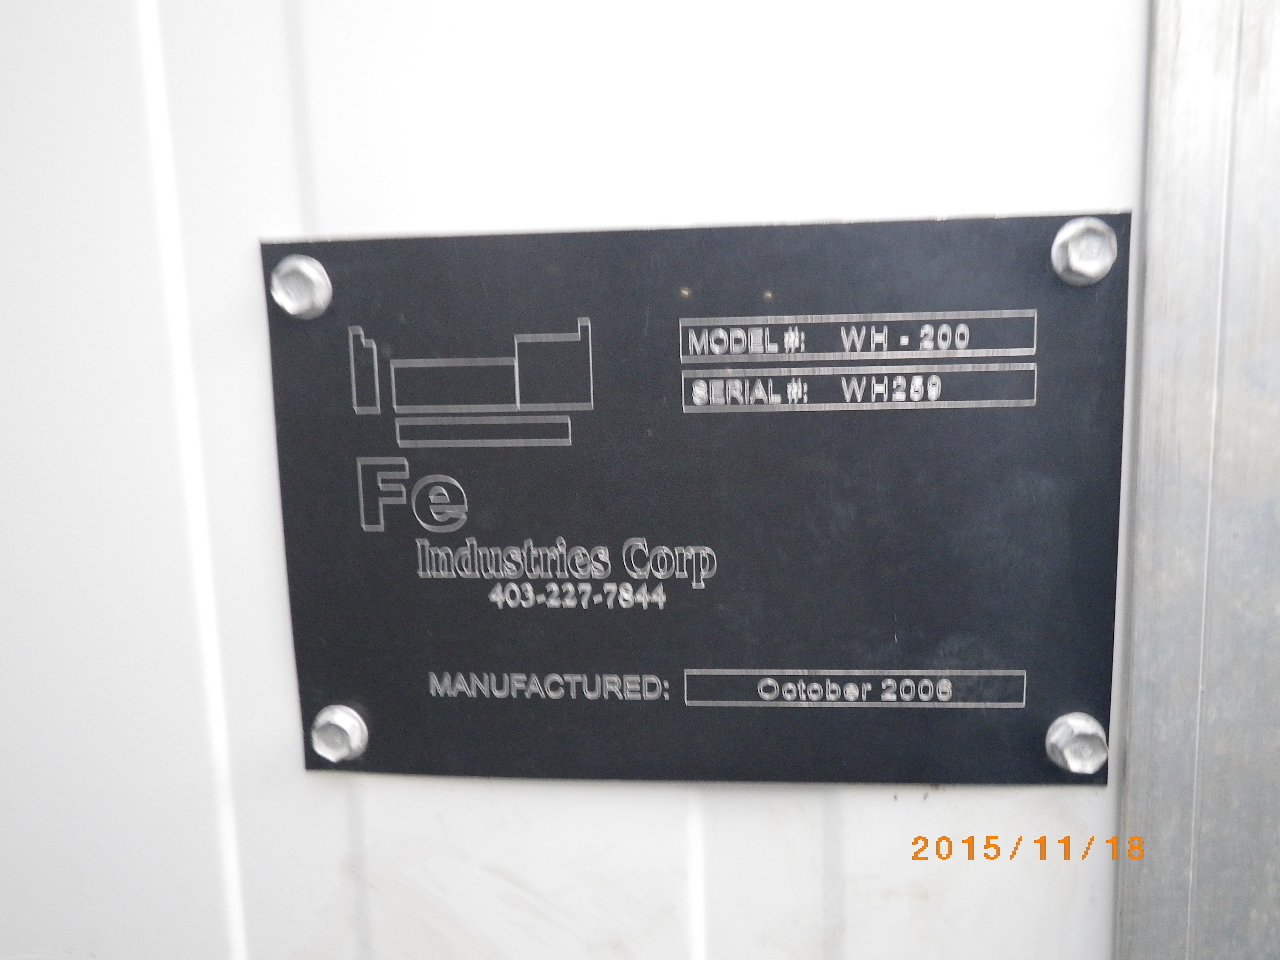 MODEL #: WH - 200
SERIAL #: WH259
Fe
Industries Corp
403-227-7844
MANUFACTURED: October 2006
2015/11/18